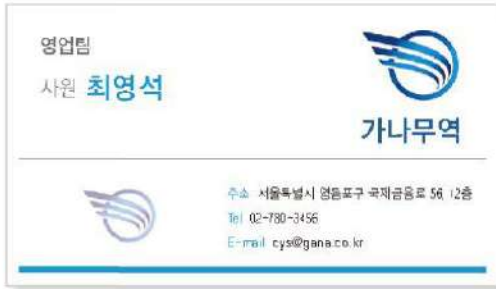 영업팀
사원 최영석
가나무역
주소 서울특별시 영등포구 국제금융로 56, 12층
Tel 02-780-3456
E-mail cys@gana.co.kr